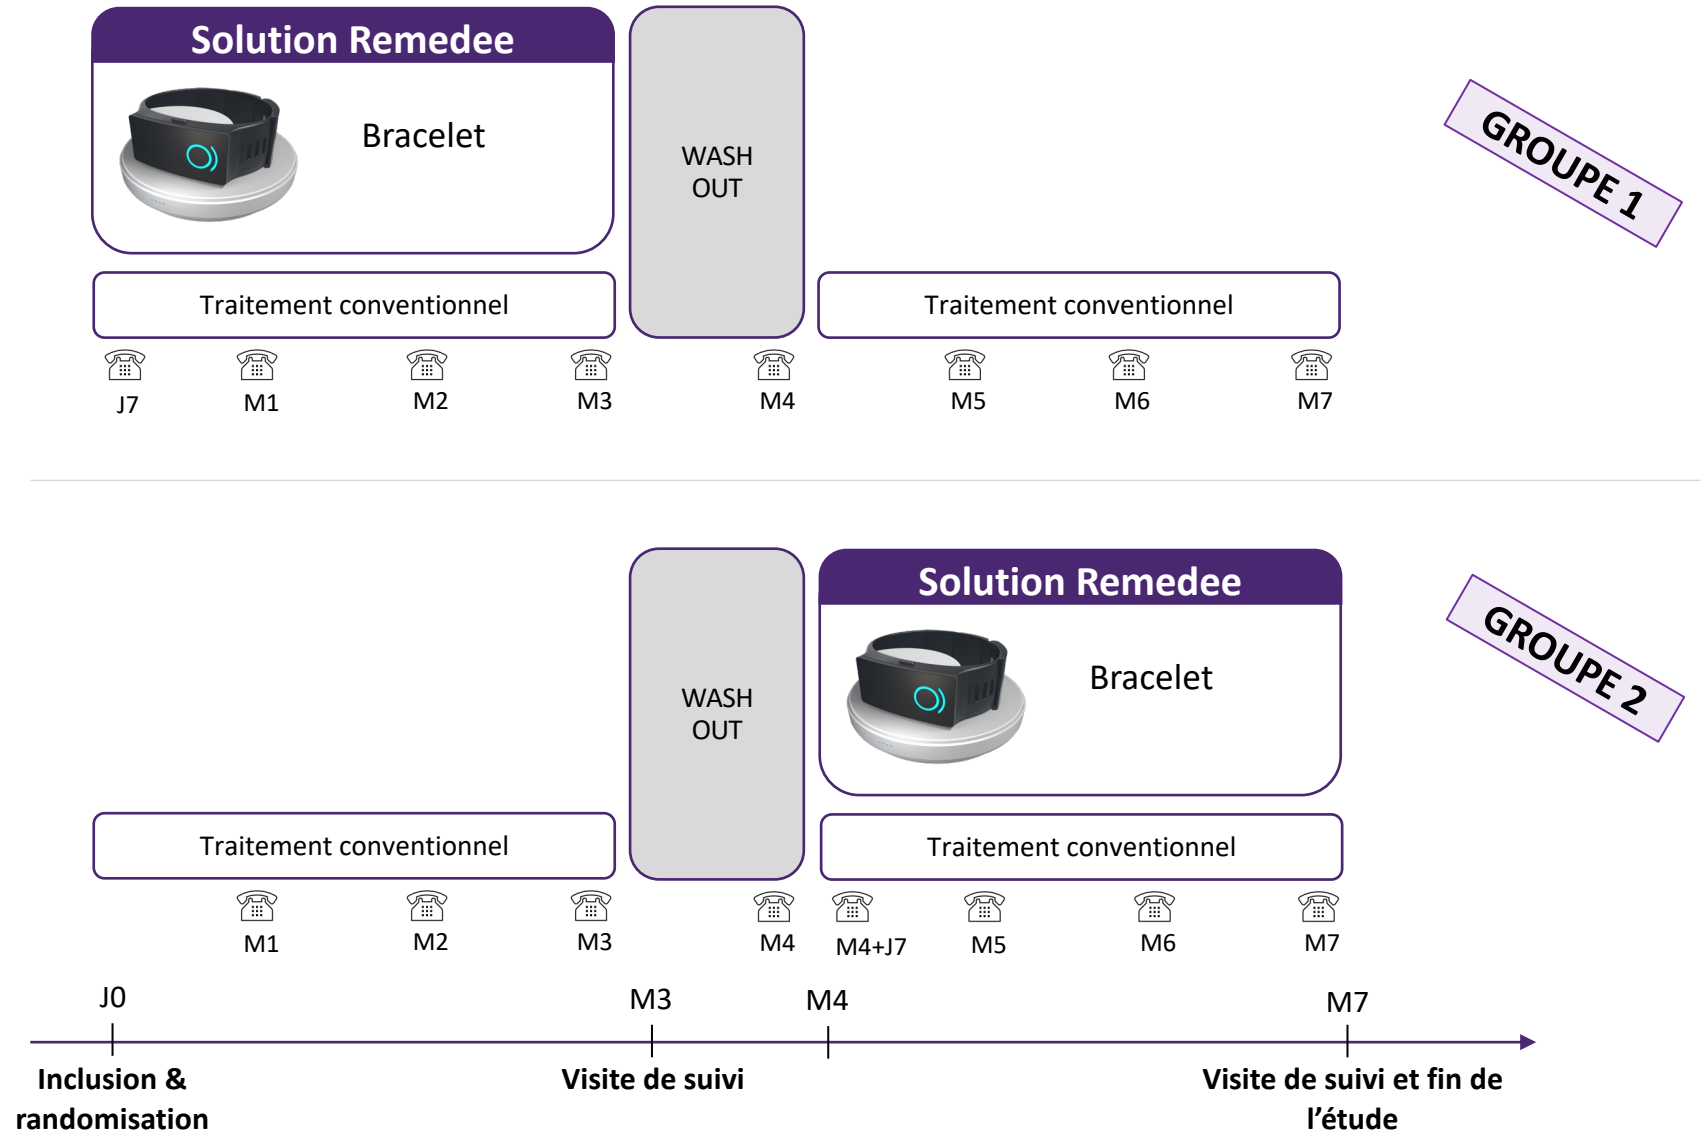 Solution Remedee
Bracelet
WASH
OUT
GROUPE 1
Traitement conventionnel
Traitement conventionnel
J7
M1
M2
M3
M4
M5
M6
M7
Solution Remedee
Bracelet
WASH
OUT
GROUPE 2
Traitement conventionnel
Traitement conventionnel
M1
M2
M3
M4
M4+J7
M5
M6
M7
J0
M3
M4
M7
Inclusion &
randomisation
Visite de suivi
Visite de suivi et fin de
l’étude